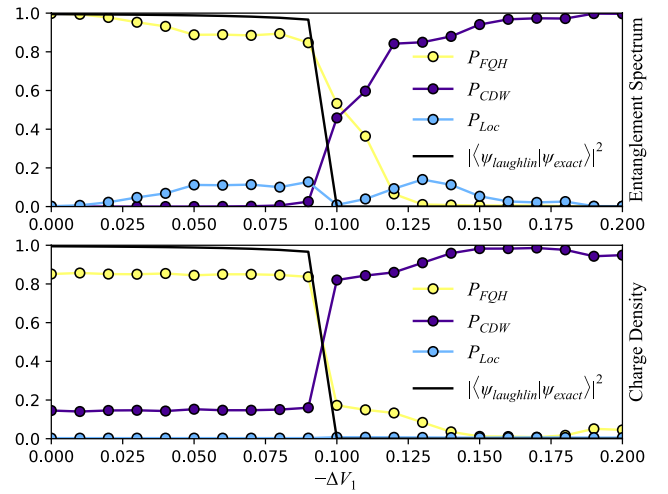 1.0
0.8
0.6
0.4
0.2
0.0
P_FQH
P_CDW
P_Loc
|⟨ψ_laughlin|ψ_exact⟩|²
Entanglement Spectrum
0.000 0.025 0.050 0.075 0.100 0.125 0.150 0.175 0.200
1.0
0.8
0.6
0.4
0.2
0.0
P_FQH
P_CDW
P_Loc
|⟨ψ_laughlin|ψ_exact⟩|²
Charge Density
0.000 0.025 0.050 0.075 0.100 0.125 0.150 0.175 0.200
−ΔV₁